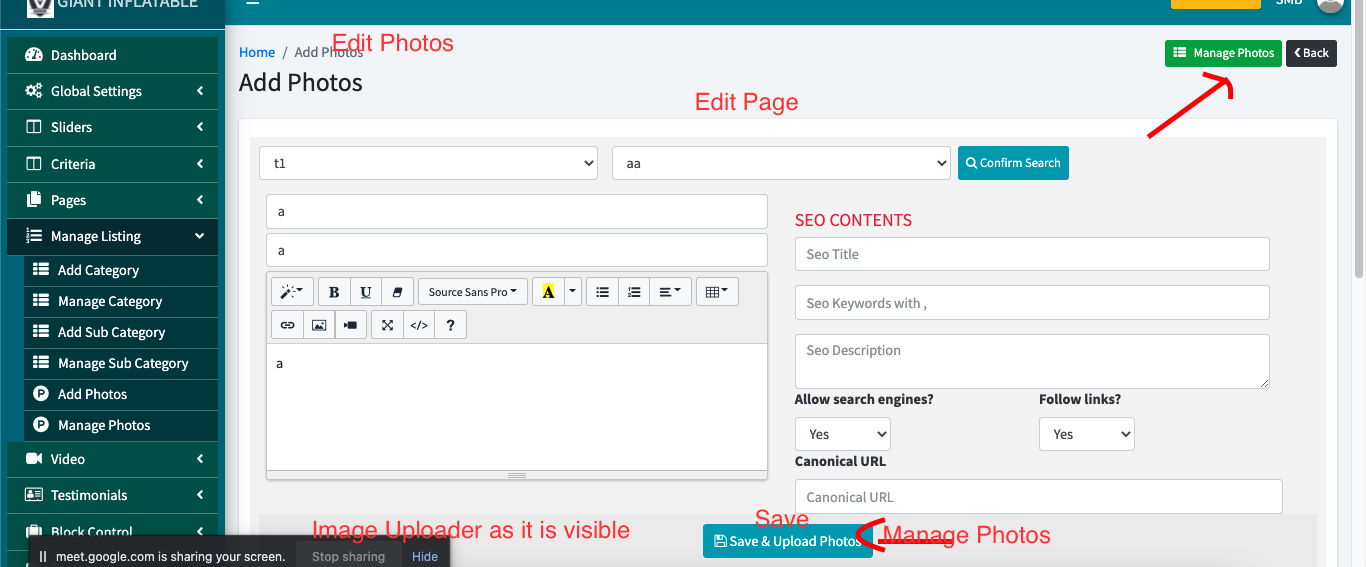 GIANT INFLATABLE
SMB
Edit Photos
Home / Add Photos
Manage Photos
Back
Add Photos
Edit Page
Dashboard
Global Settings
Sliders
Criteria
Pages
Manage Listing
Add Category
Manage Category
Add Sub Category
Manage Sub Category
Add Photos
Manage Photos
Video
Testimonials
Block Control
t1
aa
Confirm Search
a
a
B U Source Sans Pro A </> ?
a
SEO CONTENTS
Seo Title
Seo Keywords with ,
Seo Description
Allow search engines? Follow links?
Yes Yes
Canonical URL
Canonical URL
Image Uploader as it is visible
Save
Save & Upload Photos
Manage Photos
meet.google.com is sharing your screen. Stop sharing Hide